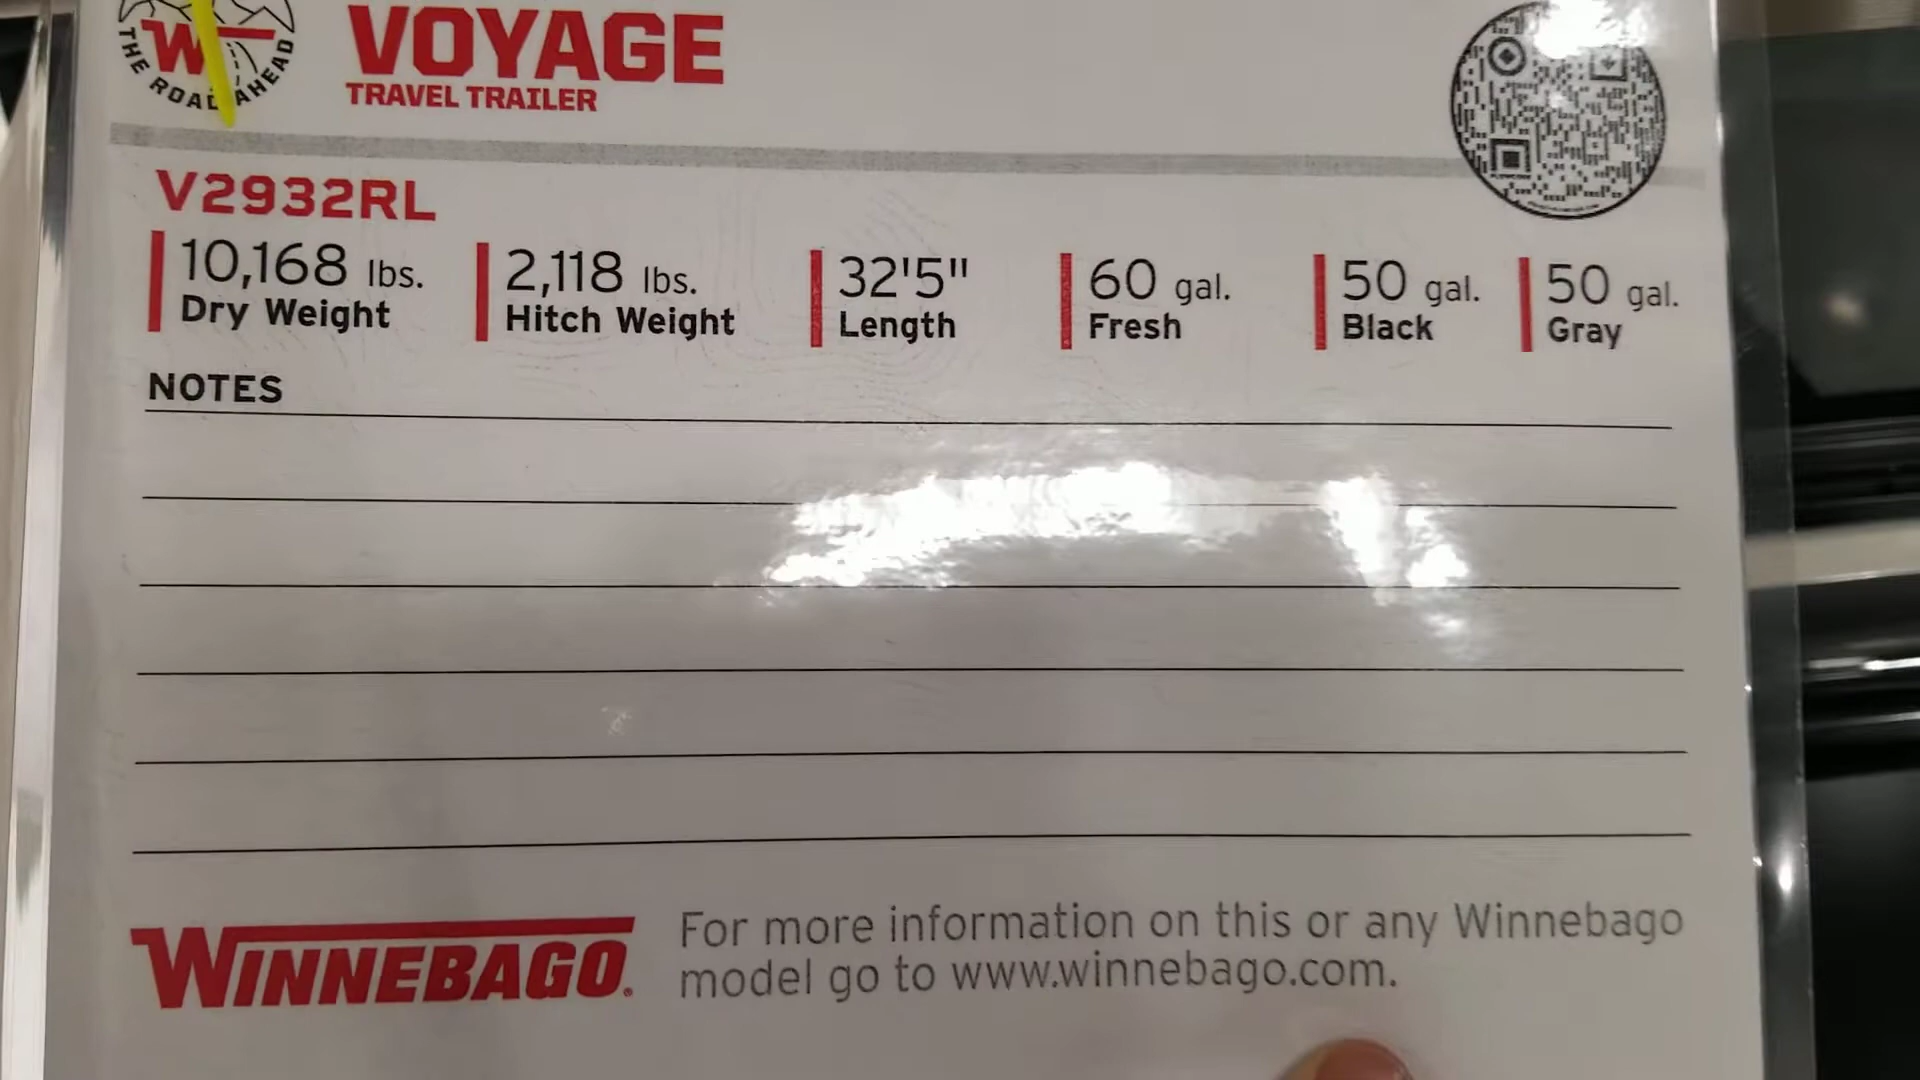 THE ROAD AHEAD
W
VOYAGE
TRAVEL TRAILER
V2932RL
10,168 lbs. 2,118 lbs. 32'5" 60 gal. 50 gal. 50 gal.
Dry Weight Hitch Weight Length Fresh Black Gray
NOTES
WINNEBAGO
For more information on this or any Winnebago
model go to www.winnebago.com.